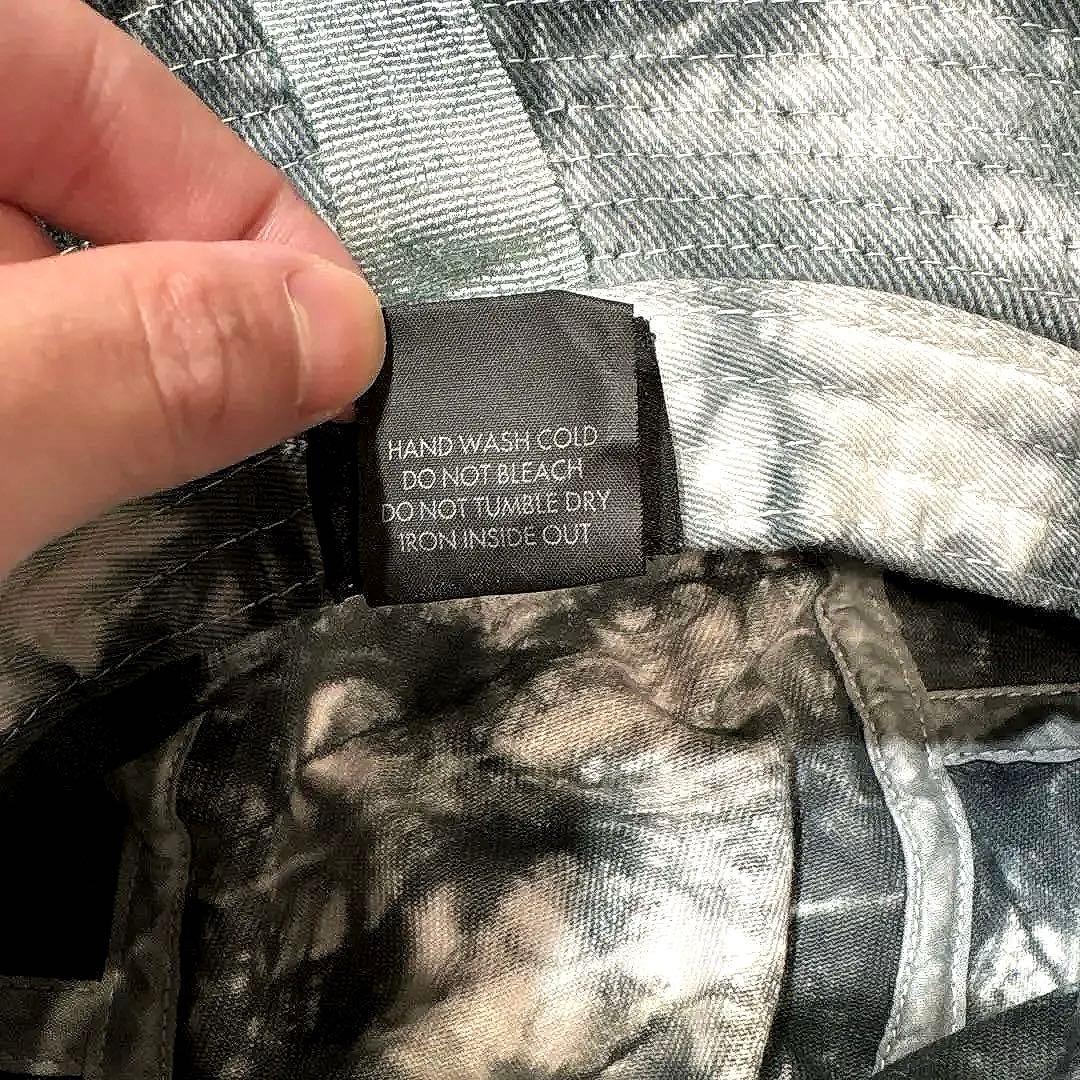 HAND WASH COLD
DO NOT BLEACH
DO NOT TUMBLE DRY
IRON INSIDE OUT